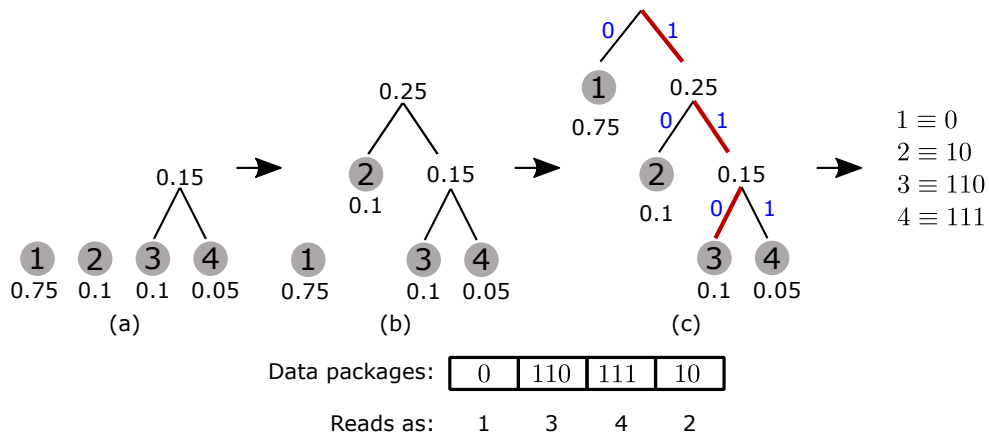 0.15
1 2 3 4
0.75 0.1 0.1 0.05
(a)
0.25
2 0.15
0.1
1 3 4
0.75 0.1 0.05
(b)
0 1
1 0.25
0.75 0 1
2 0.15
0.1 0 1
3 4
0.1 0.05
(c)
1 ≡ 0
2 ≡ 10
3 ≡ 110
4 ≡ 111
Data packages: 0 110 111 10
Reads as: 1 3 4 2